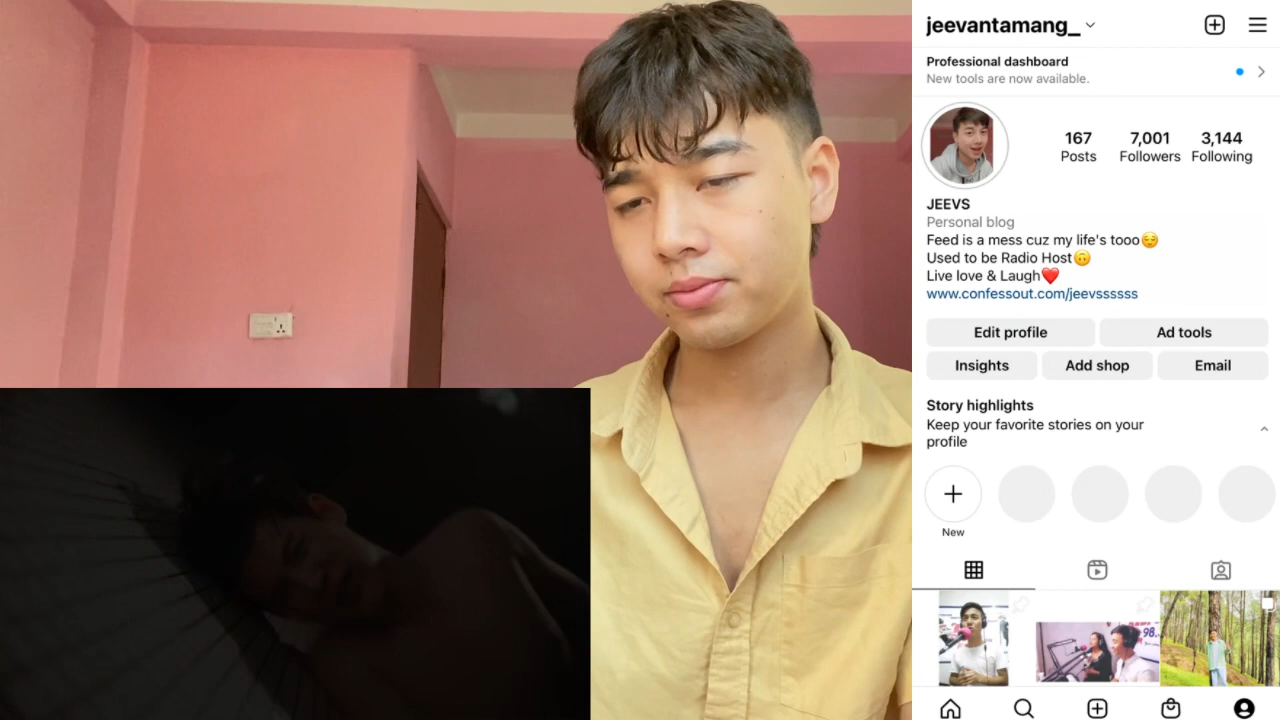 jeevantamang_
Professional dashboard
New tools are now available.
167
Posts
7,001
Followers
3,144
Following
JEEVS
Personal blog
Feed is a mess cuz my life's tooo😌
Used to be Radio Host🙃
Live love & Laugh❤️
www.confessout.com/jeevssssss
Edit profile
Ad tools
Insights
Add shop
Email
Story highlights
Keep your favorite stories on your
profile
New
98.